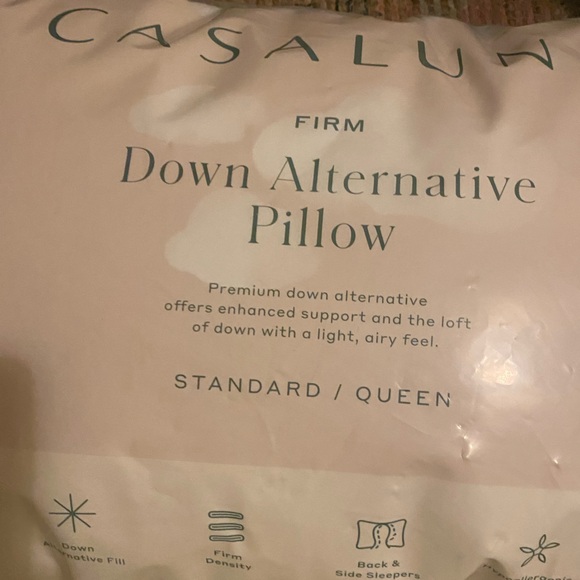 CASALUN
FIRM
Down Alternative
Pillow
Premium down alternative
offers enhanced support and the loft
of down with a light, airy feel.
STANDARD / QUEEN
Down
Fill
Firm
Density
Back &
Side Sleepers